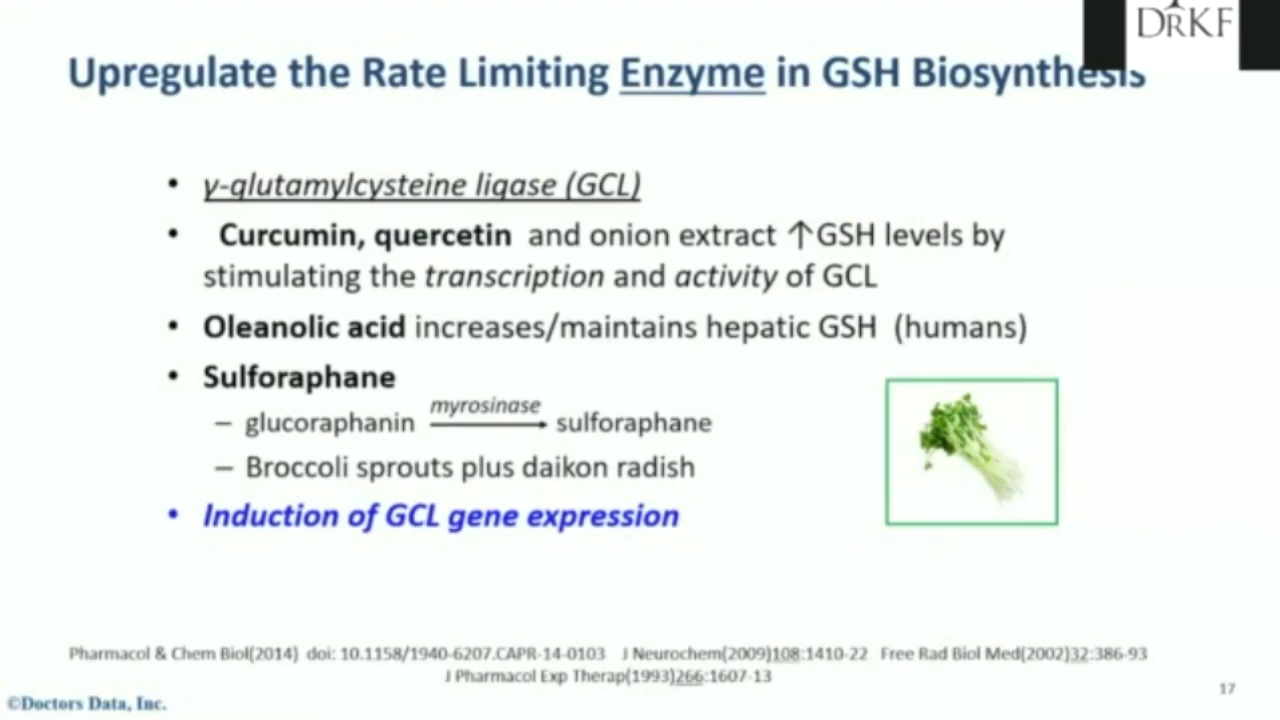 DRKF
Upregulate the Rate Limiting Enzyme in GSH Biosynthesis
• γ-glutamylcysteine ligase (GCL)
• Curcumin, quercetin and onion extract ↑GSH levels by
stimulating the transcription and activity of GCL
• Oleanolic acid increases/maintains hepatic GSH (humans)
• Sulforaphane
myrosinase
– glucoraphanin → sulforaphane
– Broccoli sprouts plus daikon radish
• Induction of GCL gene expression
Pharmacol & Chem Biol(2014) doi: 10.1158/1940-6207.CAPR-14-0103 J Neurochem(2009)108:1410-22 Free Rad Biol Med(2002)32:386-93
J Pharmacol Exp Therap(1993)266:1607-13
17
©Doctors Data, Inc.